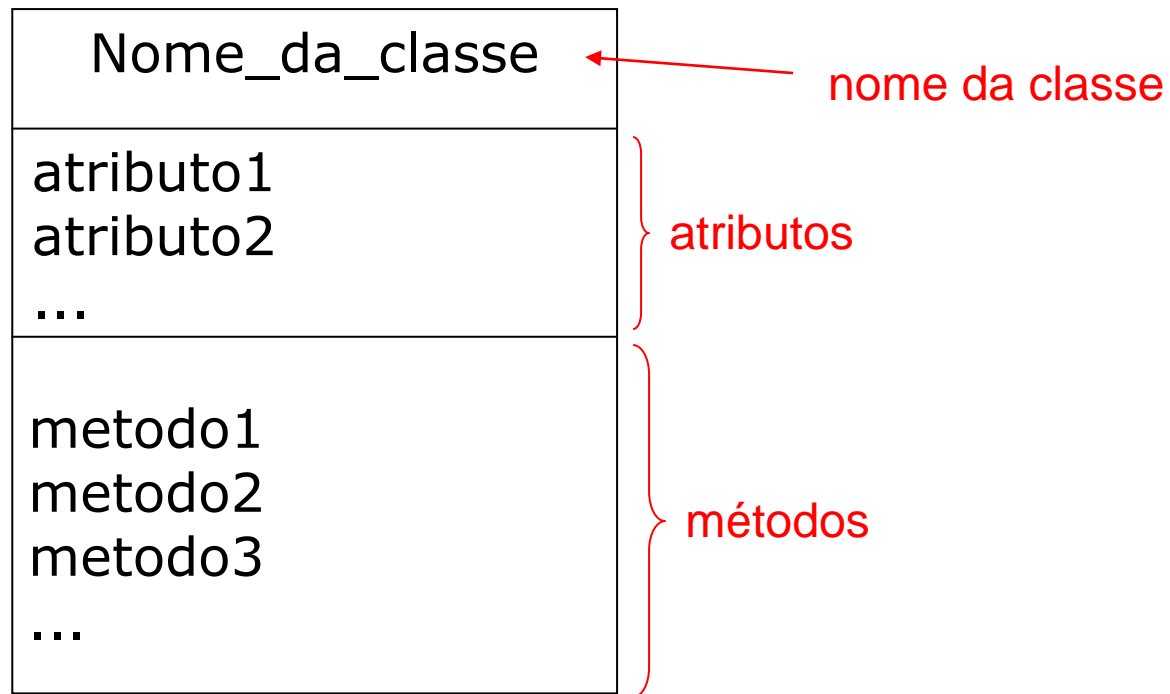 Nome_da_classe
nome da classe
atributo1
atributo2
...
atributos
metodo1
metodo2
metodo3
...
métodos